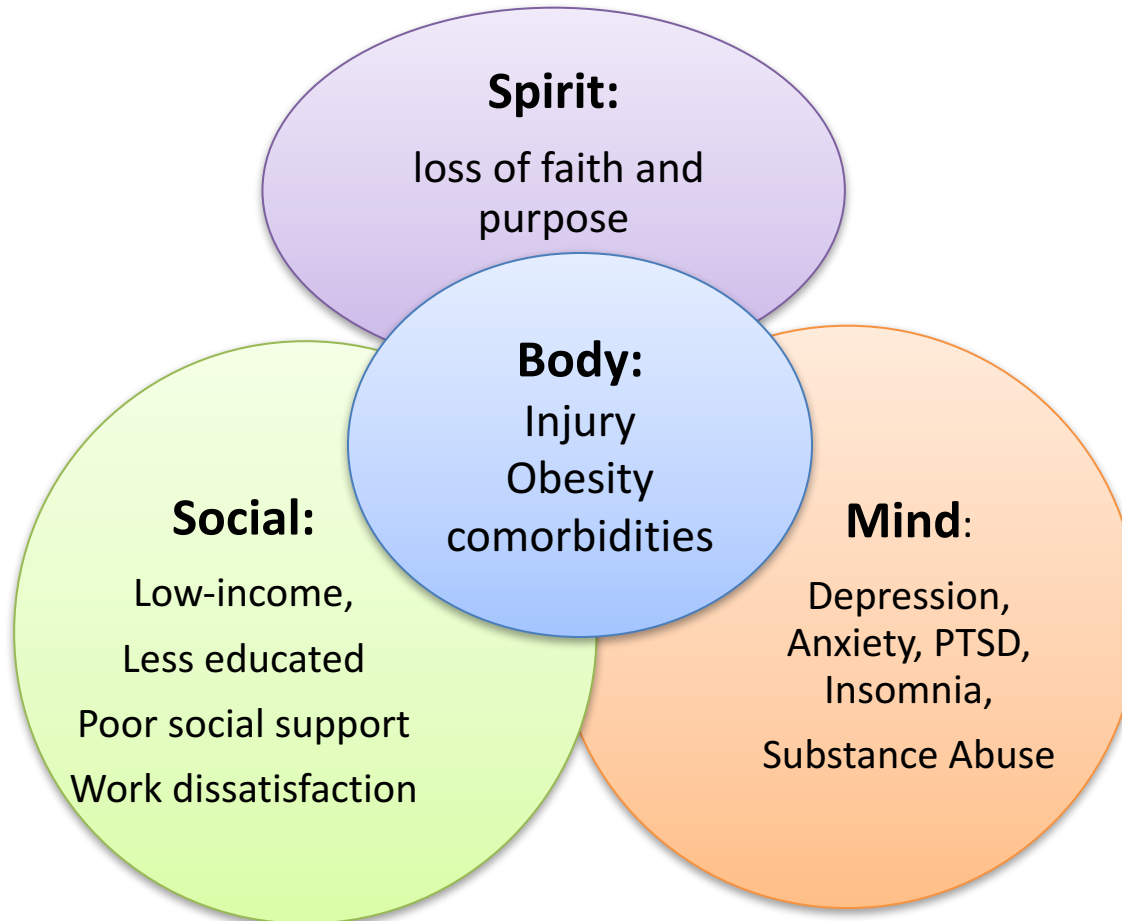 Spirit:
loss of faith and
purpose
Body:
Injury
Obesity
comorbidities
Social:
Low-income,
Less educated
Poor social support
Work dissatisfaction
Mind:
Depression,
Anxiety, PTSD,
Insomnia,
Substance Abuse